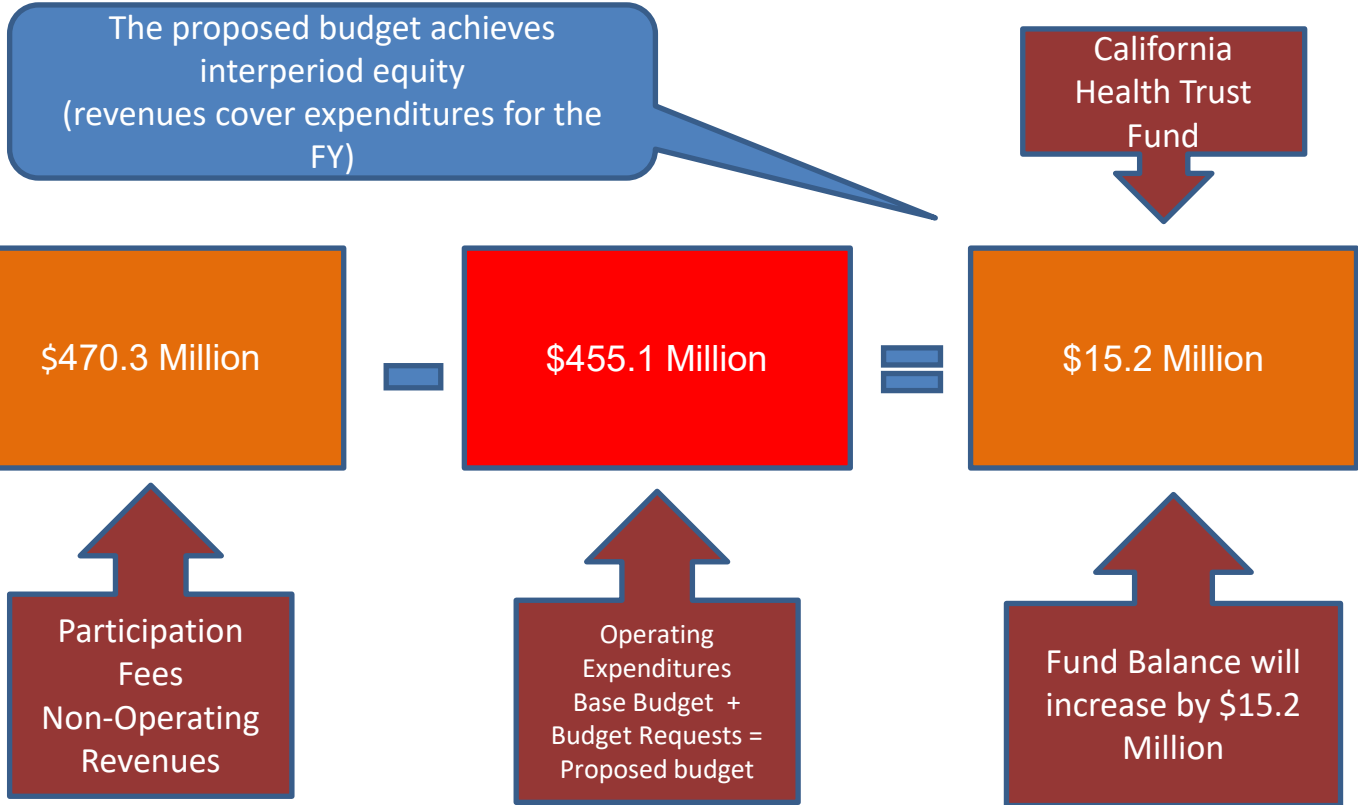 The proposed budget achieves
interperiod equity
(revenues cover expenditures for the
FY)
California
Health Trust
Fund
$470.3 Million
$455.1 Million
$15.2 Million
Participation
Fees
Non-Operating
Revenues
Operating
Expenditures
Base Budget +
Budget Requests =
Proposed budget
Fund Balance will
increase by $15.2
Million